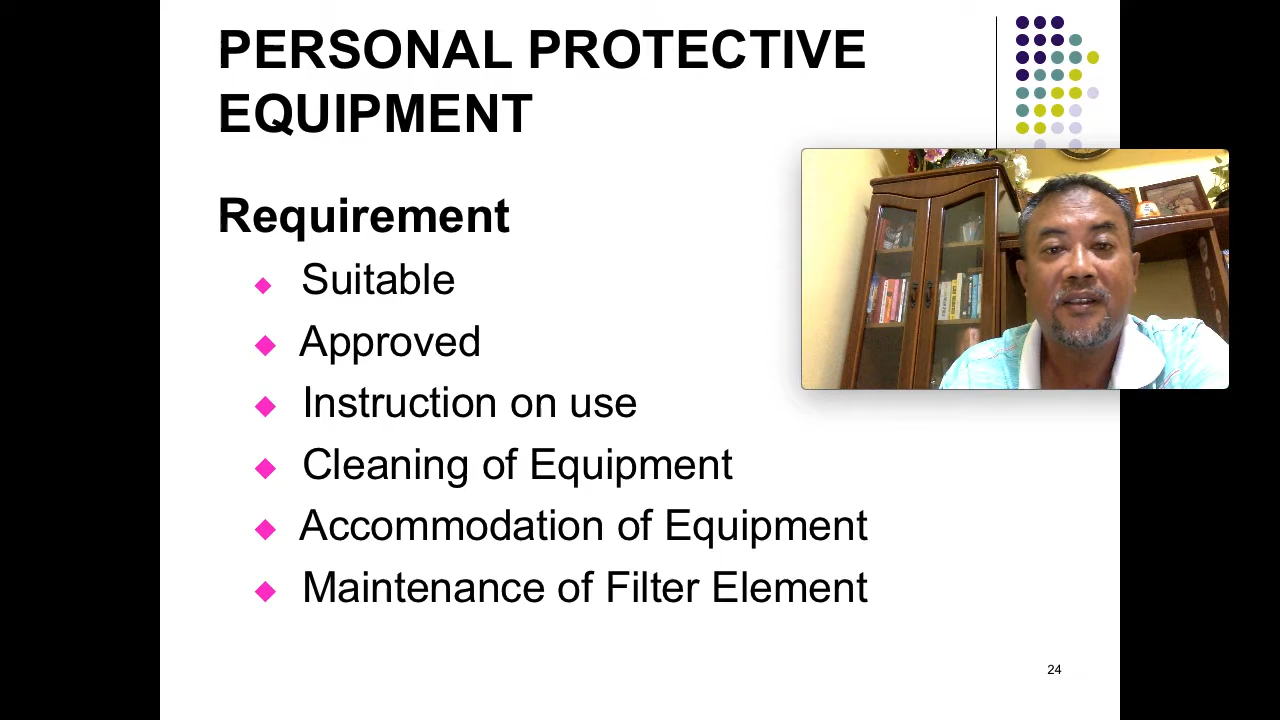 PERSONAL PROTECTIVE
EQUIPMENT
Requirement
Suitable
Approved
Instruction on use
Cleaning of Equipment
Accommodation of Equipment
Maintenance of Filter Element
24